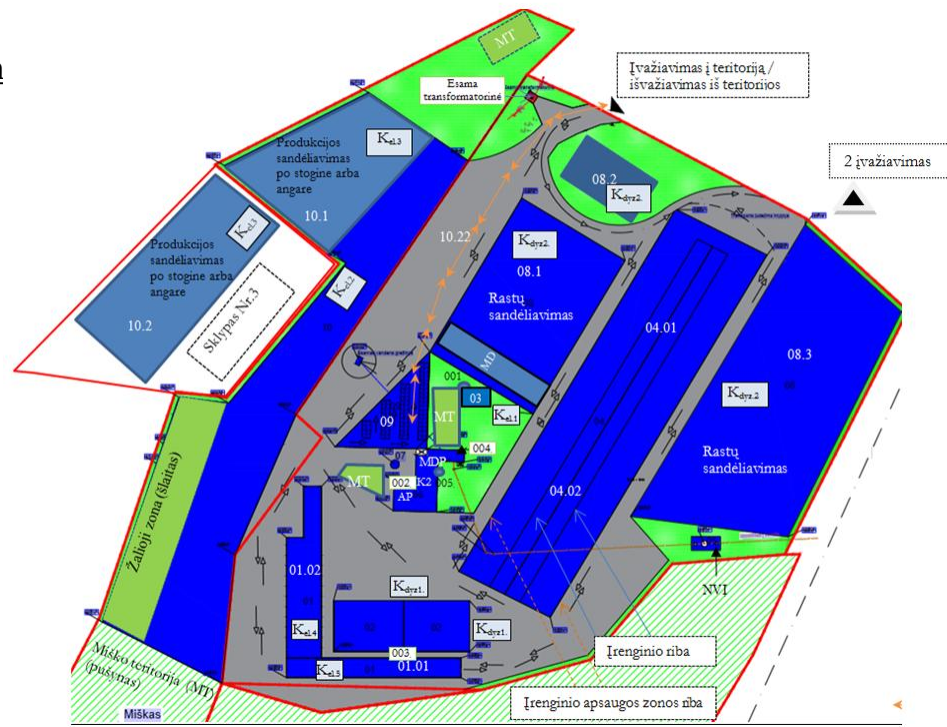 MT
Esama
transformatorinė
Įvažiavimas į teritoriją /
išvažiavimas iš teritorijos
2 įvažiavimas
Produkcijos
sandėliavimas
po stogine arba
angare
Kel.3
10.1
08.2
Kdyz2.
Produkcijos
sandėliavimas
po stogine arba
angare
Kel.3
10.2
Sklypas Nr.3
Kel.2
10.22
Kdyz2.
08.1
Rastų
sandėliavimas
MD
04.01
08.3
Kdyz.2
Rastų
sandėliavimas
001
03
Kel.1
MT
09
004
MDP
07
002
K2
005
AP
MT
04.02
Žalioji zona (šlaitas)
01.02
Kdyz1.
Kel.4
Kdyz1.
003
Kel.5
01.01
NVI
Įrenginio riba
Įrenginio apsaugos zonos riba
Miško teritorija (MT)
(pušynas)
Miškas